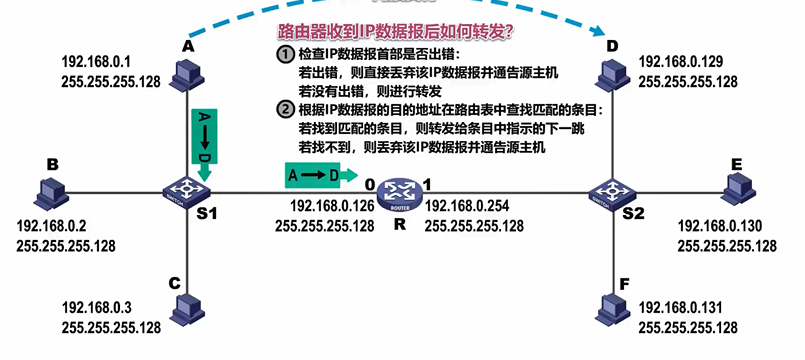 路由器收到IP数据报后如何转发?
① 检查IP数据报首部是否出错:
若出错，则直接丢弃该IP数据报并通告源主机
若没有出错，则进行转发
② 根据IP数据报的目的地址在路由表中查找匹配的条目:
若找到匹配的条目，则转发给条目中指示的下一跳
若找不到，则丢弃该IP数据报并通告源主机
A
192.168.0.1
255.255.255.128
D
192.168.0.129
255.255.255.128
A
D
B
192.168.0.2
255.255.255.128
SWITCH
S1
A D
0
192.168.0.126
255.255.255.128
ROUTER
R
1
192.168.0.254
255.255.255.128
SWITCH
S2
E
192.168.0.130
255.255.255.128
C
192.168.0.3
255.255.255.128
F
192.168.0.131
255.255.255.128